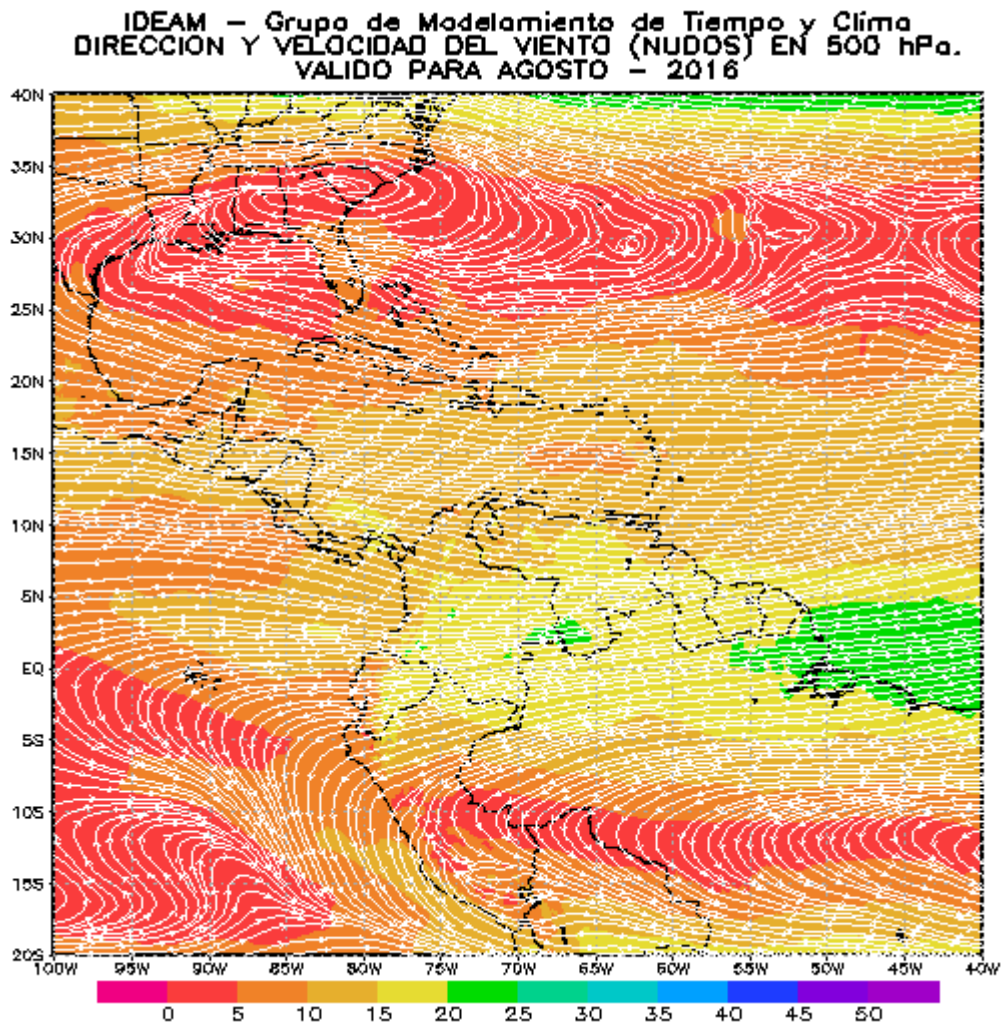 IDEAM – Grupo de Modelamiento de Tiempo y Clima
DIRECCION Y VELOCIDAD DEL VIENTO (NUDOS) EN 500 hPa.
VALIDO PARA AGOSTO – 2016
40N
35N
30N
25N
20N
15N
10N
5N
EQ
5S
10S
15S
20S
100W 95W 90W 85W 80W 75W 70W 65W 60W 55W 50W 45W 40W
0 5 10 15 20 25 30 35 40 45 50